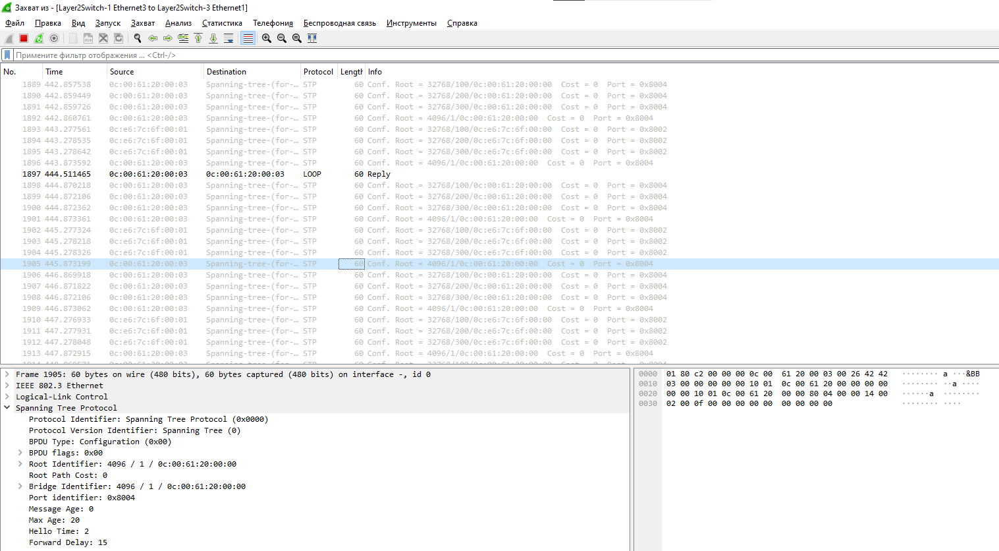 Захват из - [Layer2Switch-1 Ethernet3 to Layer2Switch-3 Ethernet1]
Файл Правка Вид Запуск Захват Анализ Статистика Телефония Беспроводная связь Инструменты Справка
Примените фильтр отображения ... <Ctrl-/>
No. Time Source Destination Protocol Length Info
1889 442.857538 0c:00:61:20:00:03 Spanning-tree-(for-… STP 60 Conf. Root = 32768/100/0c:00:61:20:00:00 Cost = 0 Port = 0x8004
1890 442.859449 0c:00:61:20:00:03 Spanning-tree-(for-… STP 60 Conf. Root = 32768/200/0c:00:61:20:00:00 Cost = 0 Port = 0x8004
1891 442.859726 0c:00:61:20:00:03 Spanning-tree-(for-… STP 60 Conf. Root = 32768/300/0c:00:61:20:00:00 Cost = 0 Port = 0x8004
1892 442.860761 0c:00:61:20:00:03 Spanning-tree-(for-… STP 60 Conf. Root = 4096/1/0c:00:61:20:00:00 Cost = 0 Port = 0x8004
1893 443.277561 0c:e6:7c:6f:00:01 Spanning-tree-(for-… STP 60 Conf. Root = 32768/100/0c:e6:7c:6f:00:00 Cost = 0 Port = 0x8002
1894 443.278535 0c:e6:7c:6f:00:01 Spanning-tree-(for-… STP 60 Conf. Root = 32768/200/0c:e6:7c:6f:00:00 Cost = 0 Port = 0x8002
1895 443.278642 0c:e6:7c:6f:00:01 Spanning-tree-(for-… STP 60 Conf. Root = 32768/300/0c:e6:7c:6f:00:00 Cost = 0 Port = 0x8002
1896 443.873592 0c:00:61:20:00:03 Spanning-tree-(for-… STP 60 Conf. Root = 4096/1/0c:00:61:20:00:00 Cost = 0 Port = 0x8004
1897 444.511465 0c:00:61:20:00:03 0c:00:61:20:00:03 LOOP 60 Reply
1898 444.870218 0c:00:61:20:00:03 Spanning-tree-(for-… STP 60 Conf. Root = 32768/100/0c:00:61:20:00:00 Cost = 0 Port = 0x8004
1899 444.872106 0c:00:61:20:00:03 Spanning-tree-(for-… STP 60 Conf. Root = 32768/200/0c:00:61:20:00:00 Cost = 0 Port = 0x8004
1900 444.872362 0c:00:61:20:00:03 Spanning-tree-(for-… STP 60 Conf. Root = 32768/300/0c:00:61:20:00:00 Cost = 0 Port = 0x8004
1901 444.873361 0c:00:61:20:00:03 Spanning-tree-(for-… STP 60 Conf. Root = 4096/1/0c:00:61:20:00:00 Cost = 0 Port = 0x8004
1902 445.277324 0c:e6:7c:6f:00:01 Spanning-tree-(for-… STP 60 Conf. Root = 32768/100/0c:e6:7c:6f:00:00 Cost = 0 Port = 0x8002
1903 445.278218 0c:e6:7c:6f:00:01 Spanning-tree-(for-… STP 60 Conf. Root = 32768/200/0c:e6:7c:6f:00:00 Cost = 0 Port = 0x8002
1904 445.278326 0c:e6:7c:6f:00:01 Spanning-tree-(for-… STP 60 Conf. Root = 32768/300/0c:e6:7c:6f:00:00 Cost = 0 Port = 0x8002
1905 445.873199 0c:00:61:20:00:03 Spanning-tree-(for-… STP 60 Conf. Root = 4096/1/0c:00:61:20:00:00 Cost = 0 Port = 0x8004
1906 446.869918 0c:00:61:20:00:03 Spanning-tree-(for-… STP 60 Conf. Root = 32768/100/0c:00:61:20:00:00 Cost = 0 Port = 0x8004
1907 446.871822 0c:00:61:20:00:03 Spanning-tree-(for-… STP 60 Conf. Root = 32768/200/0c:00:61:20:00:00 Cost = 0 Port = 0x8004
1908 446.872106 0c:00:61:20:00:03 Spanning-tree-(for-… STP 60 Conf. Root = 32768/300/0c:00:61:20:00:00 Cost = 0 Port = 0x8004
1909 446.873062 0c:00:61:20:00:03 Spanning-tree-(for-… STP 60 Conf. Root = 4096/1/0c:00:61:20:00:00 Cost = 0 Port = 0x8004
1910 447.276933 0c:e6:7c:6f:00:01 Spanning-tree-(for-… STP 60 Conf. Root = 32768/100/0c:e6:7c:6f:00:00 Cost = 0 Port = 0x8002
1911 447.277931 0c:e6:7c:6f:00:01 Spanning-tree-(for-… STP 60 Conf. Root = 32768/200/0c:e6:7c:6f:00:00 Cost = 0 Port = 0x8002
1912 447.278048 0c:e6:7c:6f:00:01 Spanning-tree-(for-… STP 60 Conf. Root = 32768/300/0c:e6:7c:6f:00:00 Cost = 0 Port = 0x8002
1913 447.872915 0c:00:61:20:00:03 Spanning-tree-(for-… STP 60 Conf. Root = 4096/1/0c:00:61:20:00:00 Cost = 0 Port = 0x8004
Frame 1905: 60 bytes on wire (480 bits), 60 bytes captured (480 bits) on interface -, id 0
IEEE 802.3 Ethernet
Logical-Link Control
Spanning Tree Protocol
Protocol Identifier: Spanning Tree Protocol (0x0000)
Protocol Version Identifier: Spanning Tree (0)
BPDU Type: Configuration (0x00)
BPDU flags: 0x00
Root Identifier: 4096 / 1 / 0c:00:61:20:00:00
Root Path Cost: 0
Bridge Identifier: 4096 / 1 / 0c:00:61:20:00:00
Port identifier: 0x8004
Message Age: 0
Max Age: 20
Hello Time: 2
Forward Delay: 15
0000 01 80 c2 00 00 00 0c 00 61 20 00 03 00 26 42 42 ········ a ···&BB
0010 03 00 00 00 00 00 10 01 0c 00 61 20 00 00 00 00 ········ ··a ····
0020 00 00 10 01 0c 00 61 20 00 00 80 04 00 00 14 00 ······a ········
0030 02 00 0f 00 00 00 00 00 00 00 00 00 ········ ····